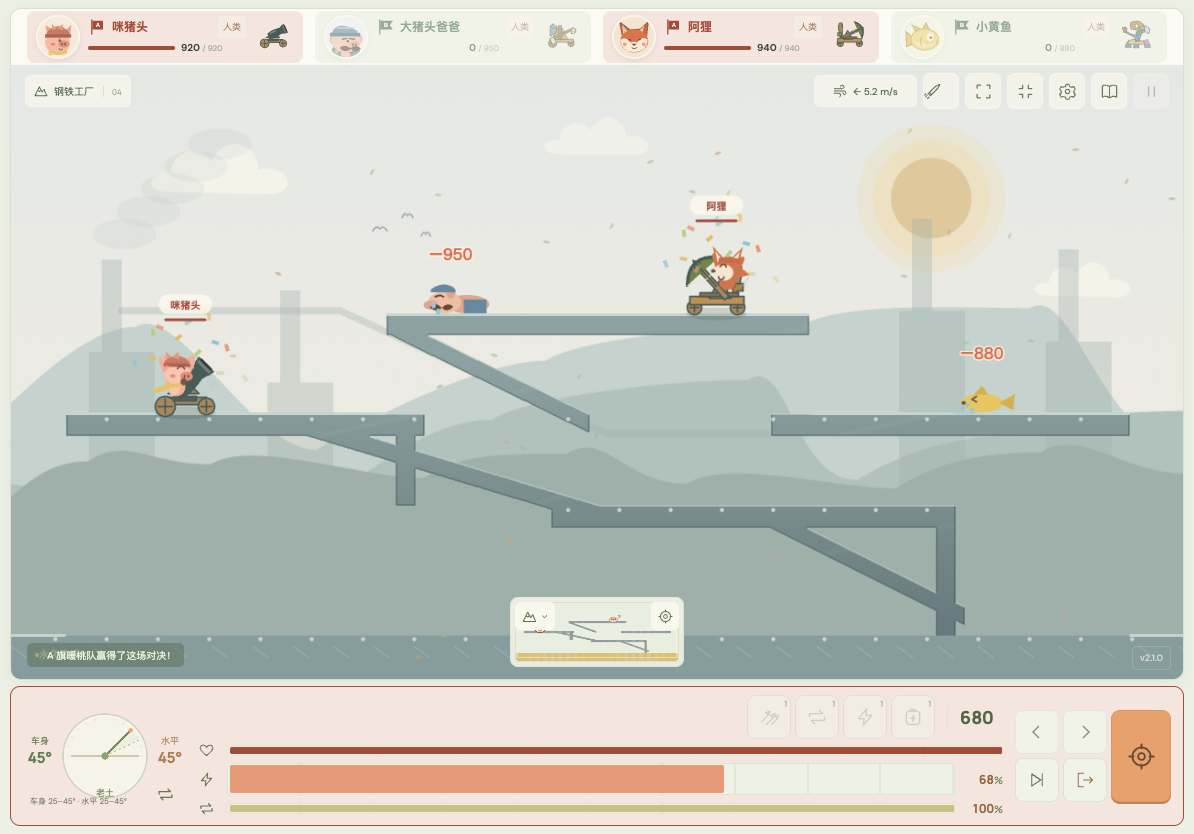 A 咪猪头 人类
920 / 920
大猪头爸爸 人类
0 / 950
A 阿狸 人类
940 / 940
小黄鱼 人类
0 / 880
钢铁工厂 04
← 5.2 m/s
阿狸
−950
咪猪头
−880
A 旗暖桃队赢得了这场对决！
v2.1.0
1 1 1 1
680
车身 水平
45° 45°
老土
车身 25–45° · 水平 25–45°
68%
100%